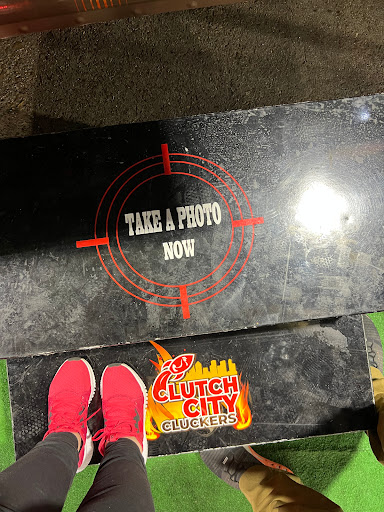 TAKE A PHOTO
NOW
CLUTCH
CITY
CLUCKERS